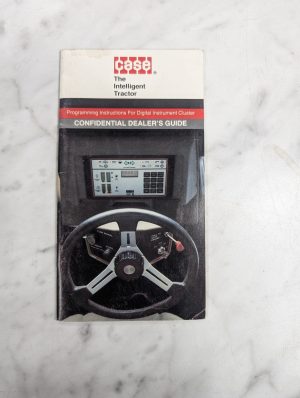 case®
The
Intelligent
Tractor
Programming Instructions For Digital Instrument Cluster
CONFIDENTIAL DEALER'S GUIDE